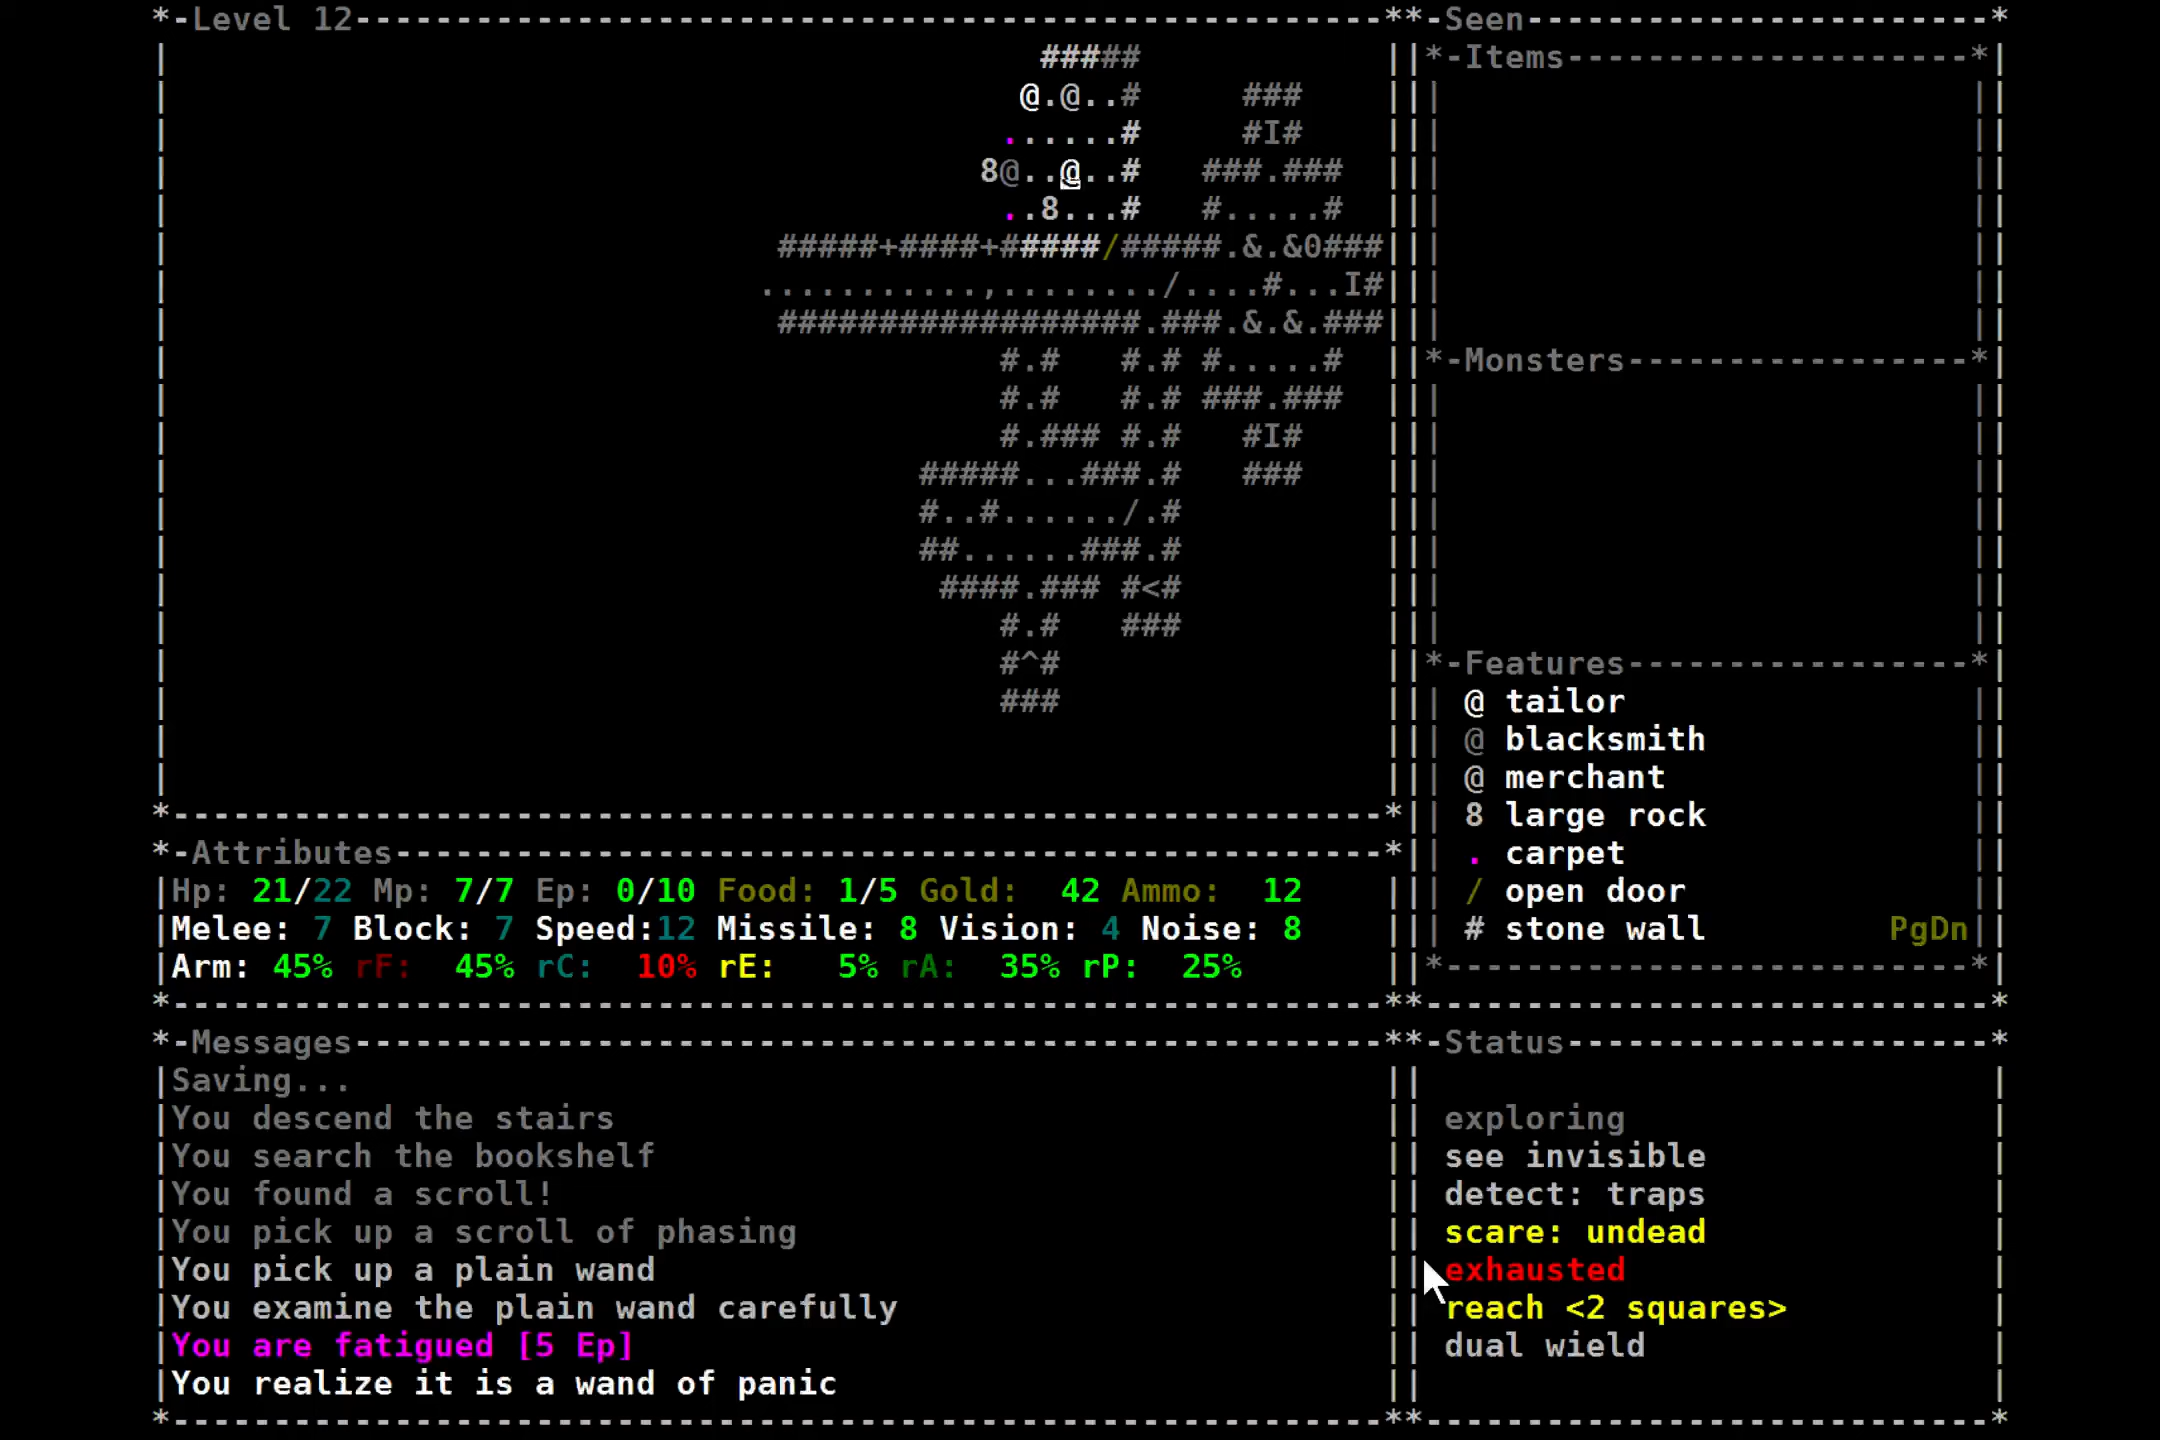 *-Level 12---------------------------------------------------**-Seen-----------------------*
|                                           #####            ||*-Items--------------------*|
|                                          @.@..#     ###    |||                          ||
|                                         ......#     #I#    |||                          ||
|                                        8@..@..#   ###.###  |||                          ||
|                                         ..8...#   #.....#  |||                          ||
|                              #####+####+#####/#####.&.&0###|||                          ||
|                             ...........,......../....#...I#|||                          ||
|                              ##################.###.&.&.###|||                          ||
|                                         #.#   #.# #.....#  ||*-Monsters-----------------*|
|                                         #.#   #.# ###.###  |||                          ||
|                                         #.### #.#   #I#    |||                          ||
|                                     #####...###.#   ###    |||                          ||
|                                     #..#....../.#          |||                          ||
|                                     ##......###.#          |||                          ||
|                                      ####.### #<#          |||                          ||
|                                         #.#   ###          |||                          ||
|                                         #^#                ||*-Features-----------------*|
|                                         ###                ||| @ tailor                 ||
|                                                            ||| @ blacksmith             ||
|                                                            ||| @ merchant               ||
*------------------------------------------------------------*|| 8 large rock             ||
*-Attributes-------------------------------------------------*|| . carpet                 ||
|Hp: 21/22 Mp: 7/7 Ep: 0/10 Food: 1/5 Gold:   42 Ammo:  12    ||| / open door              ||
|Melee: 7 Block: 7 Speed:12 Missile: 8 Vision: 4 Noise: 8    ||| # stone wall         PgDn||
|Arm: 45% rF:  45% rC:  10% rE:   5% rA:  35% rP:  25%       ||*--------------------------*|
*------------------------------------------------------------**----------------------------*
*-Messages---------------------------------------------------**-Status---------------------*
|Saving...                                                   ||                            |
|You descend the stairs                                      || exploring                  |
|You search the bookshelf                                    || see invisible              |
|You found a scroll!                                         || detect: traps              |
|You pick up a scroll of phasing                             || scare: undead              |
|You pick up a plain wand                                    || exhausted                  |
|You examine the plain wand carefully                        || reach <2 squares>          |
|You are fatigued [5 Ep]                                     || dual wield                 |
|You realize it is a wand of panic                           ||                            |
*------------------------------------------------------------**----------------------------*